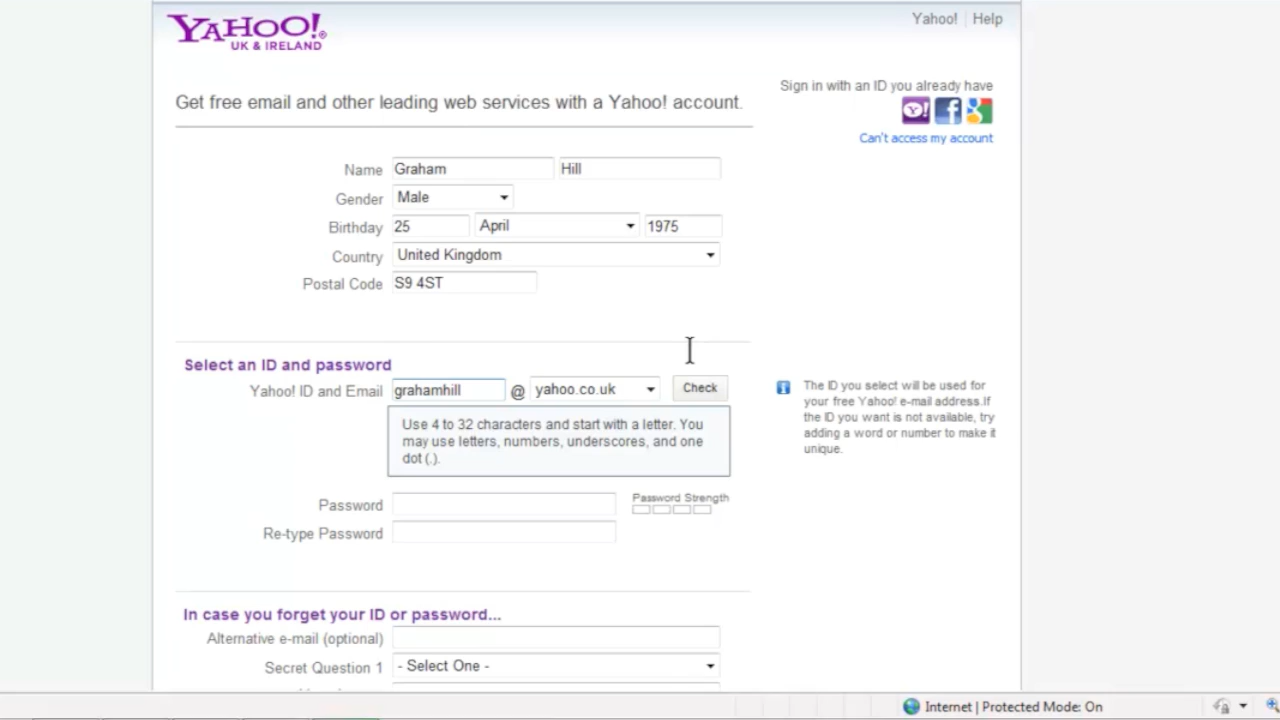 YAHOO!
UK & IRELAND
Yahoo! | Help
Get free email and other leading web services with a Yahoo! account.
Sign in with an ID you already have
Y! f g
Can't access my account
Name Graham Hill
Gender Male
Birthday 25 April 1975
Country United Kingdom
Postal Code S9 4ST
Select an ID and password
Yahoo! ID and Email grahamhill @ yahoo.co.uk Check
Use 4 to 32 characters and start with a letter. You
may use letters, numbers, underscores, and one
dot (.).
The ID you select will be used for
your free Yahoo! e-mail address.If
the ID you want is not available, try
adding a word or number to make it
unique.
Password Password Strength
Re-type Password
In case you forget your ID or password...
Alternative e-mail (optional)
Secret Question 1 - Select One -
Internet | Protected Mode: On